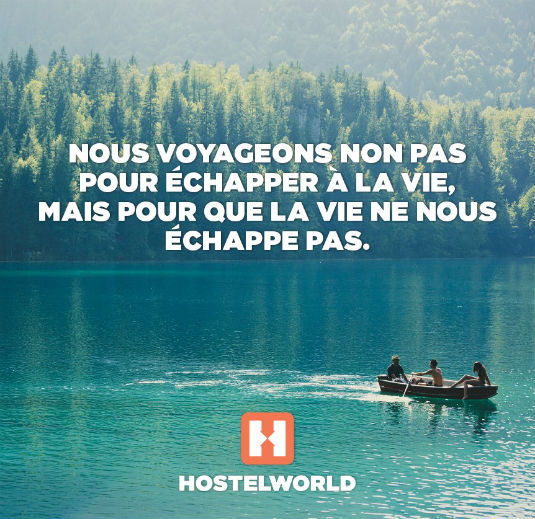 NOUS VOYAGEONS NON PAS
POUR ÉCHAPPER À LA VIE,
MAIS POUR QUE LA VIE NE NOUS
ÉCHAPPE PAS.
H
HOSTELWORLD